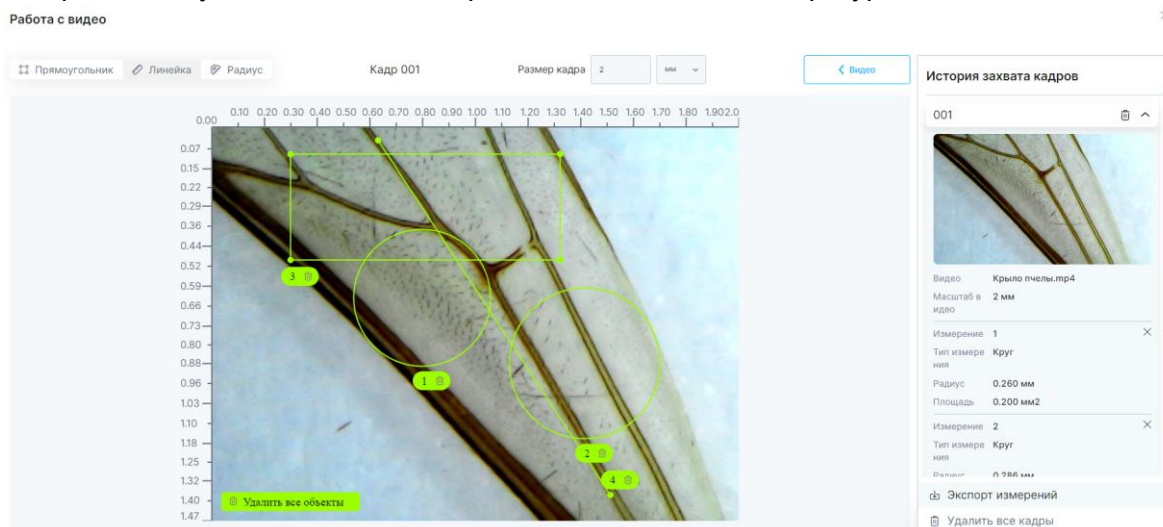 Работа с видео
Прямоугольник Линейка Радиус Кадр 001 Размер кадра 2 мм Видео
История захвата кадров
001
0.00 0.10 0.20 0.30 0.40 0.50 0.60 0.70 0.80 0.90 1.00 1.10 1.20 1.30 1.40 1.50 1.60 1.70 1.80 1.902.0
0.07
0.15
0.22
0.29
0.36
0.44
0.52
0.59
0.66
0.73
0.80
0.88
0.96
1.03
1.10
1.18
1.25
1.32
1.40
1.47
3
1
2
4
Удалить все объекты
Видео Крыло пчелы.mp4
Масштаб в 2 мм
идео
Измерение 1
Тип измере Круг
ния
Радиус 0.260 мм
Площадь 0.200 мм2
Измерение 2
Тип измере Круг
ния
Радиус 0.286 мм
Экспорт измерений
Удалить все кадры